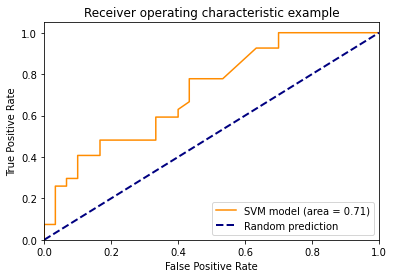 Receiver operating characteristic example
True Positive Rate
1.0
0.8
0.6
0.4
0.2
0.0
SVM model (area = 0.71)
Random prediction
0.0 0.2 0.4 0.6 0.8 1.0
False Positive Rate